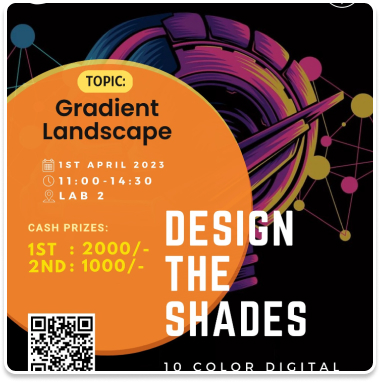 TOPIC:
Gradient
Landscape
1ST APRIL 2023
11:00-14:30
LAB 2
CASH PRIZES:
1ST : 2000/-
2ND: 1000/-
DESIGN
THE
SHADES
10 COLOR DIGITAL